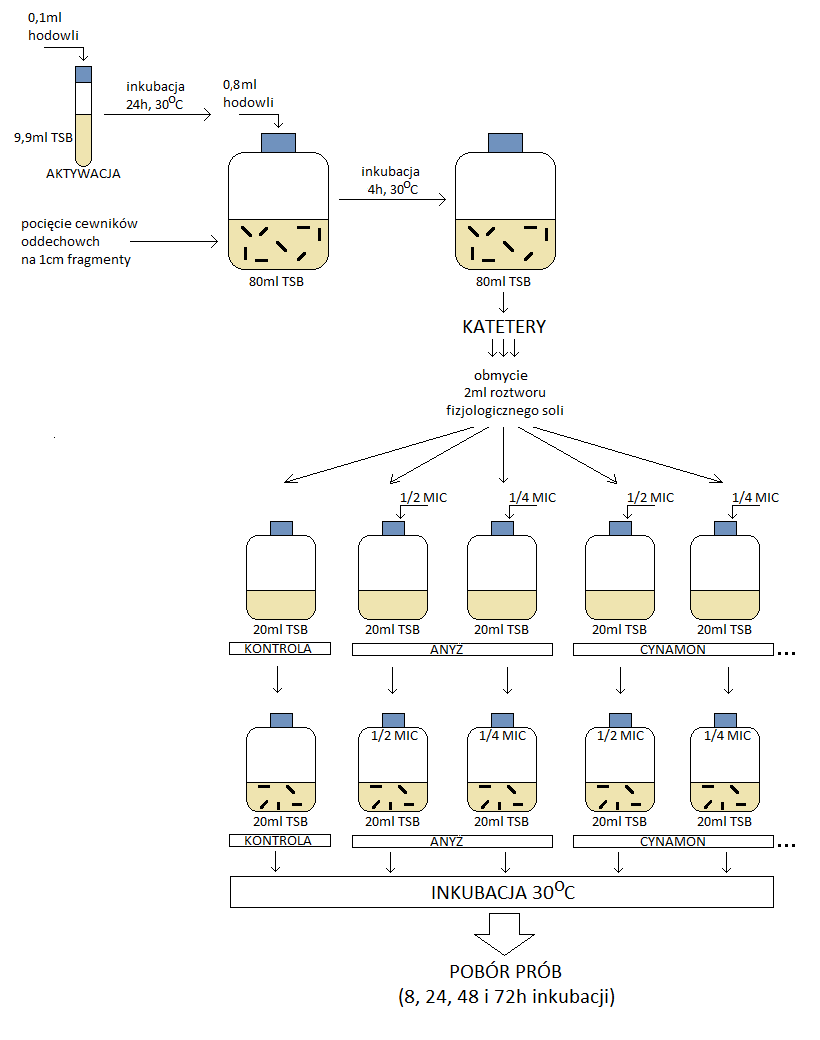 0,1ml
hodowli
9,9ml TSB
AKTYWACJA
inkubacja
24h, 30°C
0,8ml
hodowli
pocięcie cewników
oddechowch
na 1cm fragmenty
80ml TSB
inkubacja
4h, 30°C
80ml TSB
KATETERY
obmycie
2ml roztworu
fizjologicznego soli
1/2 MIC
1/4 MIC
1/2 MIC
1/4 MIC
20ml TSB
20ml TSB
20ml TSB
20ml TSB
20ml TSB
KONTROLA
ANYŻ
CYNAMON
...
1/2 MIC
1/4 MIC
1/2 MIC
1/4 MIC
20ml TSB
20ml TSB
20ml TSB
20ml TSB
20ml TSB
KONTROLA
ANYŻ
CYNAMON
...
INKUBACJA 30°C
POBÓR PRÓB
(8, 24, 48 i 72h inkubacji)